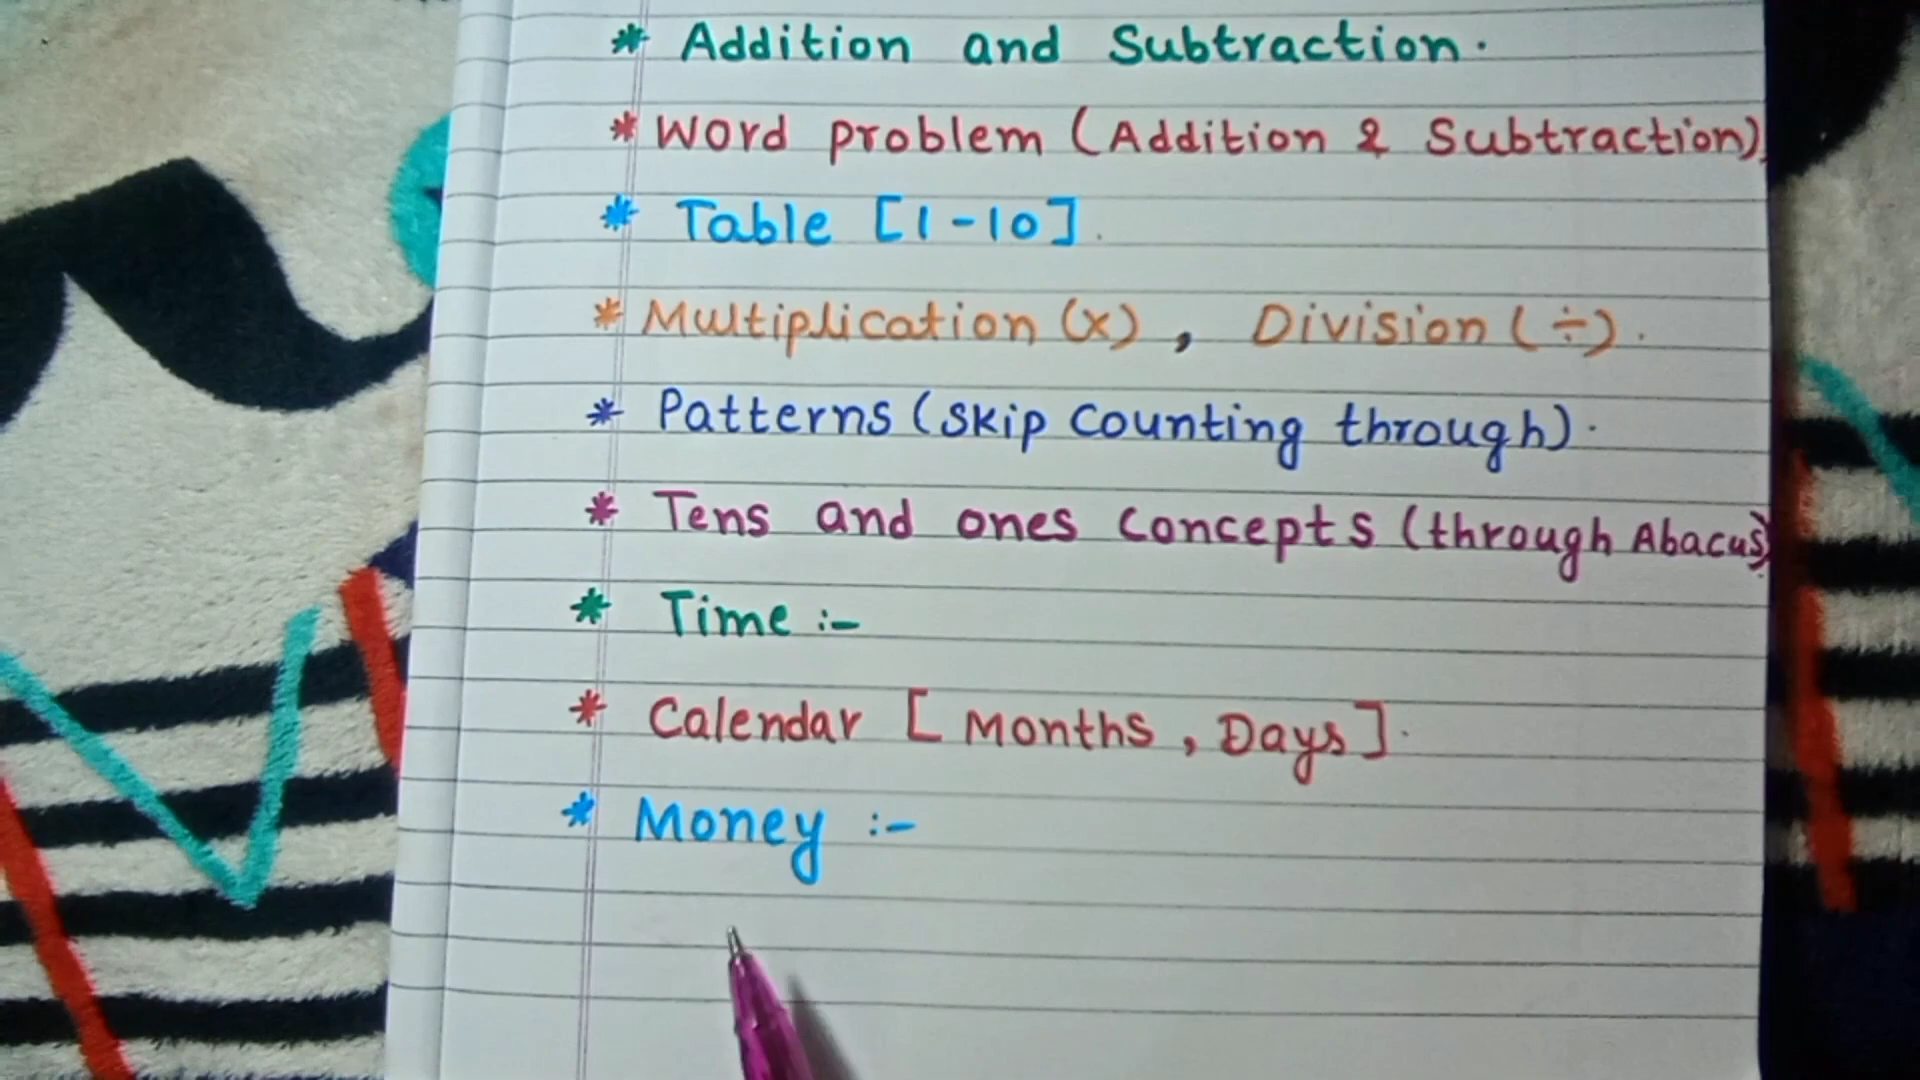 * Addition and Subtraction.
* Word problem (Addition & Subtraction).
* Table [1-10].
* Multiplication (x), Division (÷).
* Patterns (skip counting through).
* Tens and ones concepts (through Abacus).
* Time :-
* Calendar [Months, Days].
* Money :-